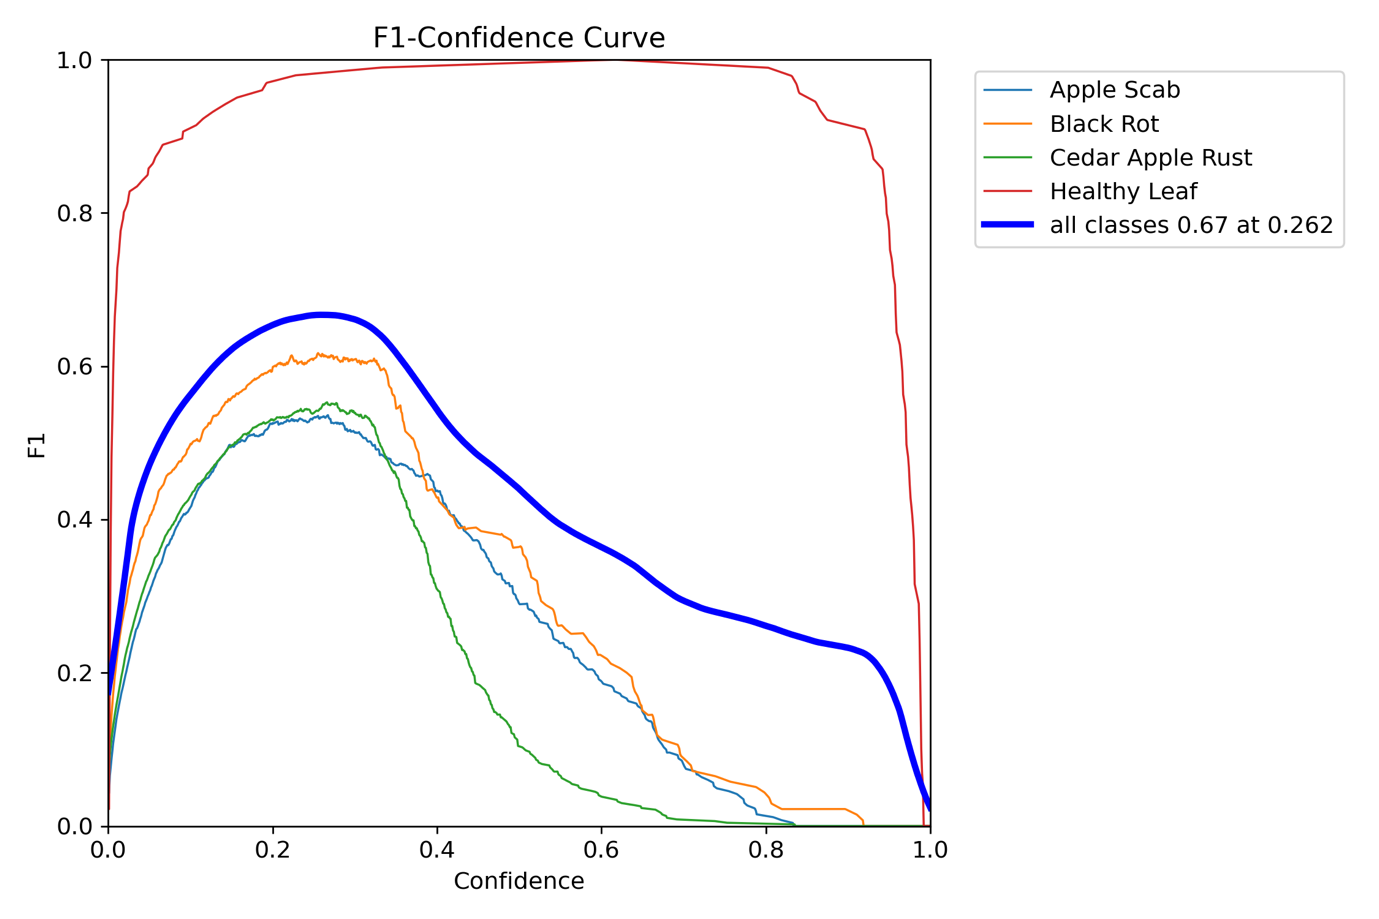 F1-Confidence Curve
1.0
0.8
0.6
0.4
0.2
0.0
F1
0.0 0.2 0.4 0.6 0.8 1.0
Confidence
Apple Scab
Black Rot
Cedar Apple Rust
Healthy Leaf
all classes 0.67 at 0.262